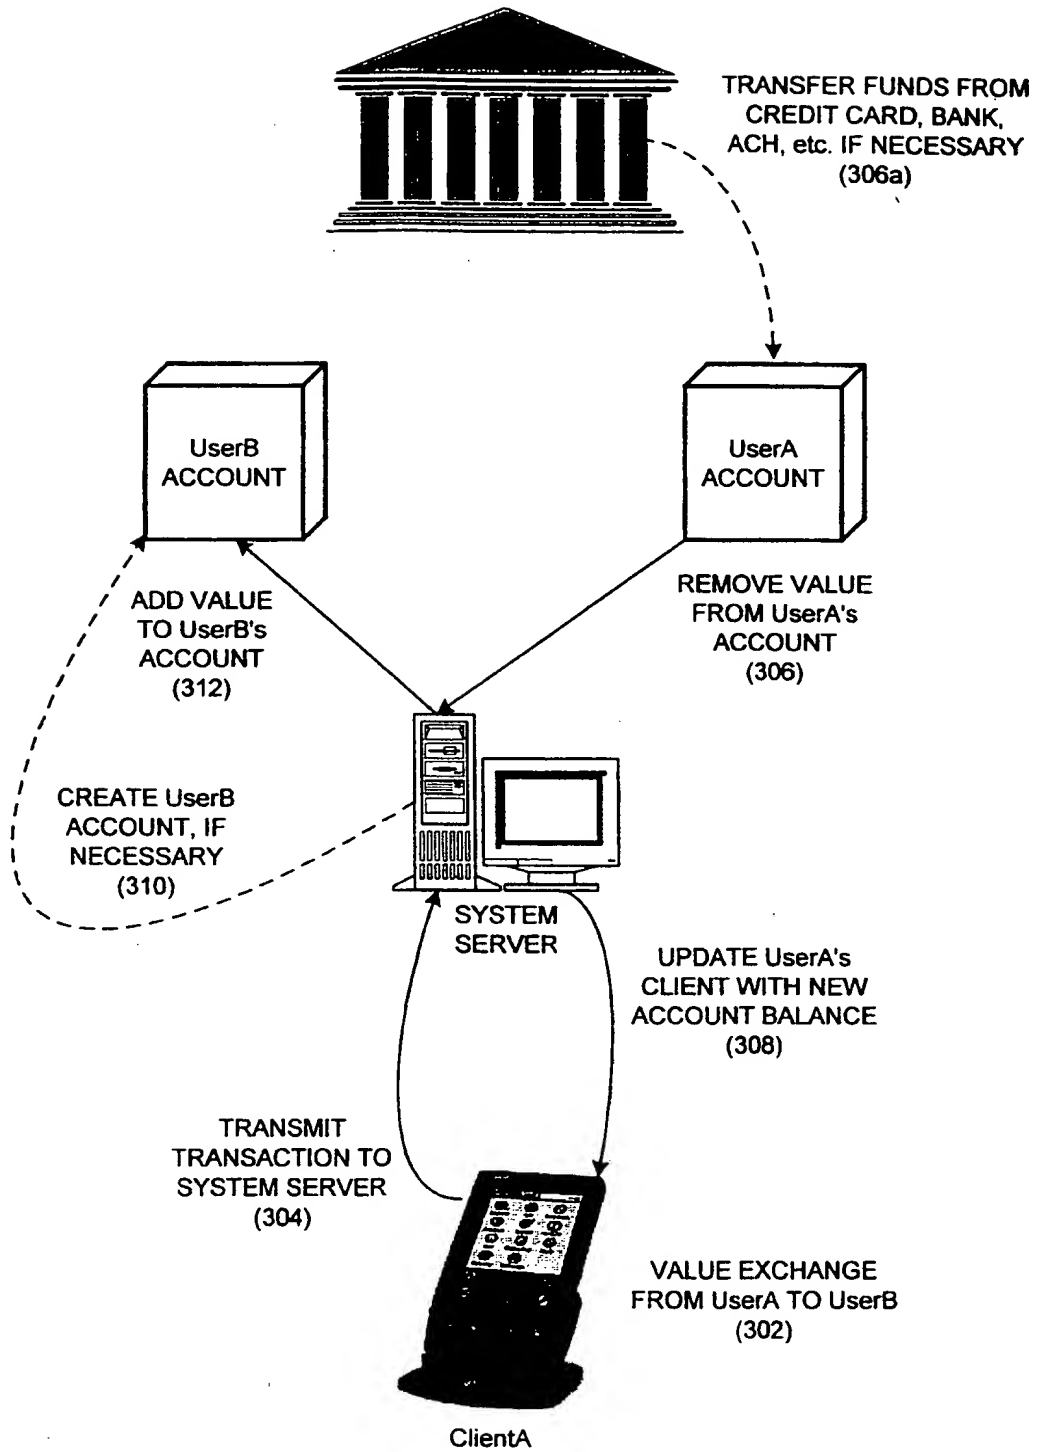 TRANSFER FUNDS FROM
CREDIT CARD, BANK,
ACH, etc. IF NECESSARY
(306a)
UserB
ACCOUNT
UserA
ACCOUNT
ADD VALUE
TO UserB's
ACCOUNT
(312)
REMOVE VALUE
FROM UserA's
ACCOUNT
(306)
CREATE UserB
ACCOUNT, IF
NECESSARY
(310)
SYSTEM
SERVER
UPDATE UserA's
CLIENT WITH NEW
ACCOUNT BALANCE
(308)
TRANSMIT
TRANSACTION TO
SYSTEM SERVER
(304)
VALUE EXCHANGE
FROM UserA TO UserB
(302)
ClientA